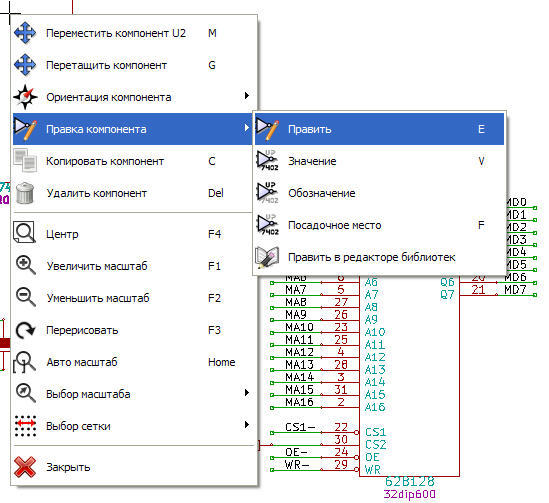 Переместить компонент U2 M
Перетащить компонент G
Ориентация компонента
Правка компонента
Копировать компонент C
Удалить компонент Del
Центр F4
Увеличить масштаб F1
Уменьшить масштаб F2
Перерисовать F3
Авто масштаб Home
Выбор масштаба
Выбор сетки
Закрыть
Править E
Значение V
Обозначение
Посадочное место F
Править в редакторе библиотек
MD0
MD1
MD2
MD3
MD4
MD5
Q6 20 MD6
Q7 21 MD7
MA6 6 A6
MA7 5 A7
MA8 27 A8
MA9 26 A9
MA10 23 A10
MA11 25 A11
MA12 4 A12
MA13 28 A13
MA14 3 A14
MA15 31 A15
MA16 2 A16
CS1- 22 CS1
30 CS2
OE- 24 OE
WR- 29 WR
628128
32dip600